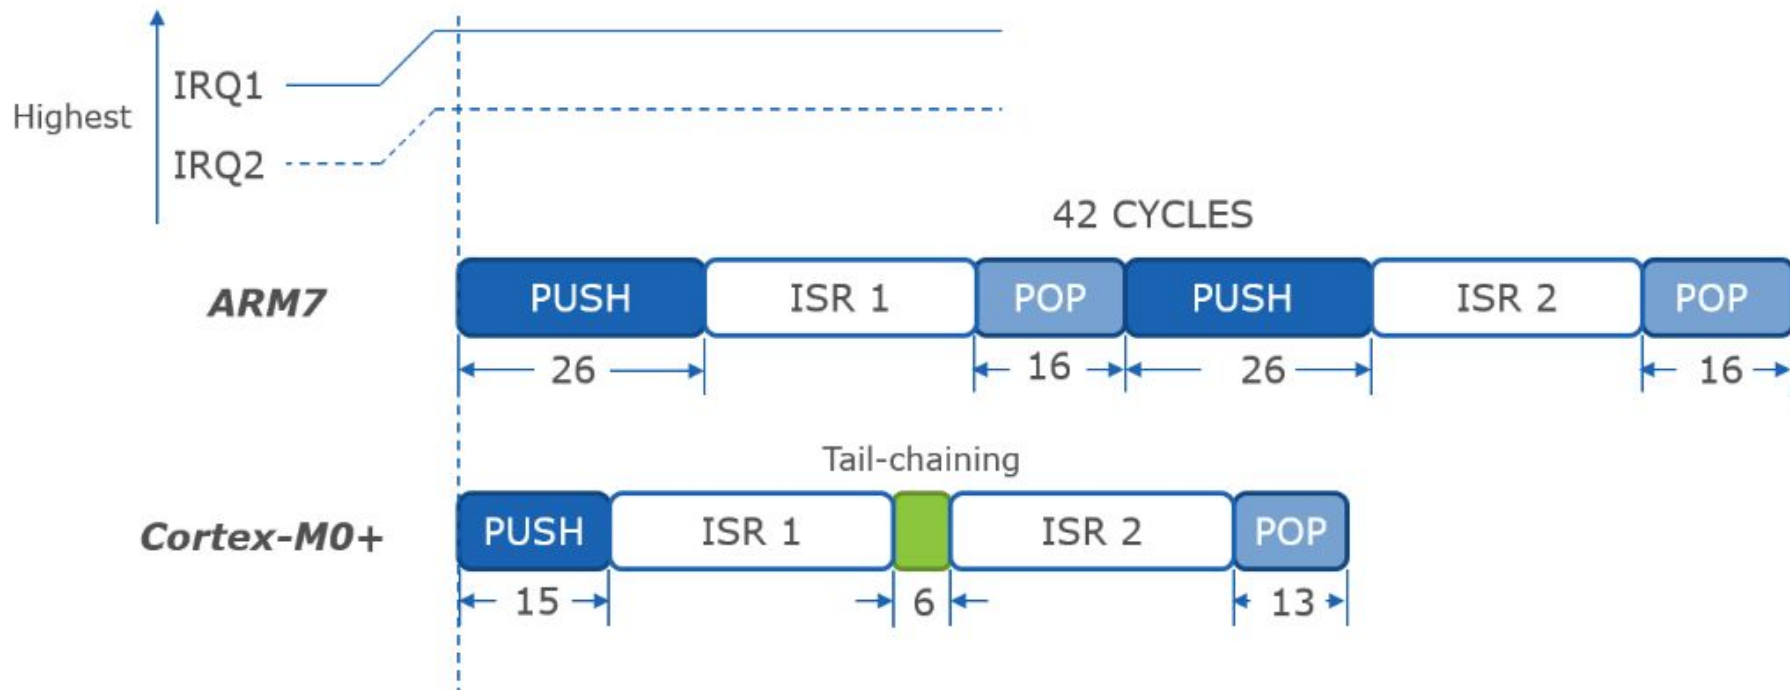 IRQ1
Highest
IRQ2
42 CYCLES
ARM7 PUSH ISR 1 POP PUSH ISR 2 POP
26 16 26 16
Tail-chaining
Cortex-M0+ PUSH ISR 1 ISR 2 POP
15 6 13